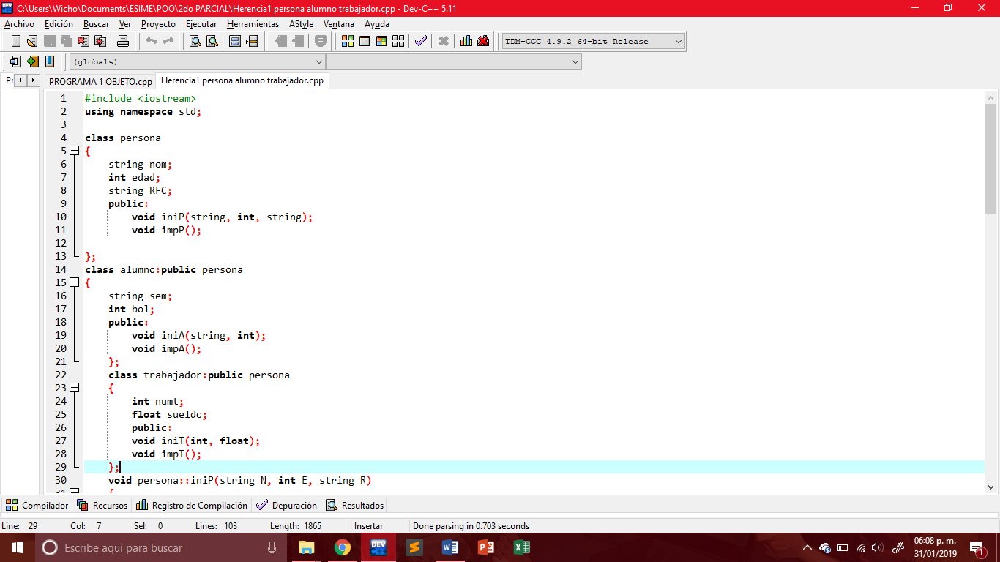 C:\Users\Wicho\Documents\ESIME\POO\2do PARCIAL\Herencia1 persona alumno trabajador.cpp - Dev-C++ 5.11
Archivo Edición Buscar Ver Proyecto Ejecutar Herramientas AStyle Ventana Ayuda
TDM-GCC 4.9.2 64-bit Release
(globals)
PROGRAMA 1 OBJETO.cpp Herencia1 persona alumno trabajador.cpp
1 #include <iostream>
2 using namespace std;
3
4 class persona
5 {
6 string nom;
7 int edad;
8 string RFC;
9 public:
10 void iniP(string, int, string);
11 void impP();
12
13 };
14 class alumno:public persona
15 {
16 string sem;
17 int bol;
18 public:
19 void iniA(string, int);
20 void impA();
21 };
22 class trabajador:public persona
23 {
24 int numt;
25 float sueldo;
26 public:
27 void iniT(int, float);
28 void impT();
29 };
30 void persona::iniP(string N, int E, string R)
31 {
Compilador Recursos Registro de Compilación Depuración Resultados
Line: 29 Col: 7 Sel: 0 Lines: 103 Length: 1865 Insertar Done parsing in 0.703 seconds
Escribe aquí para buscar
06:08 p. m.
31/01/2019
1